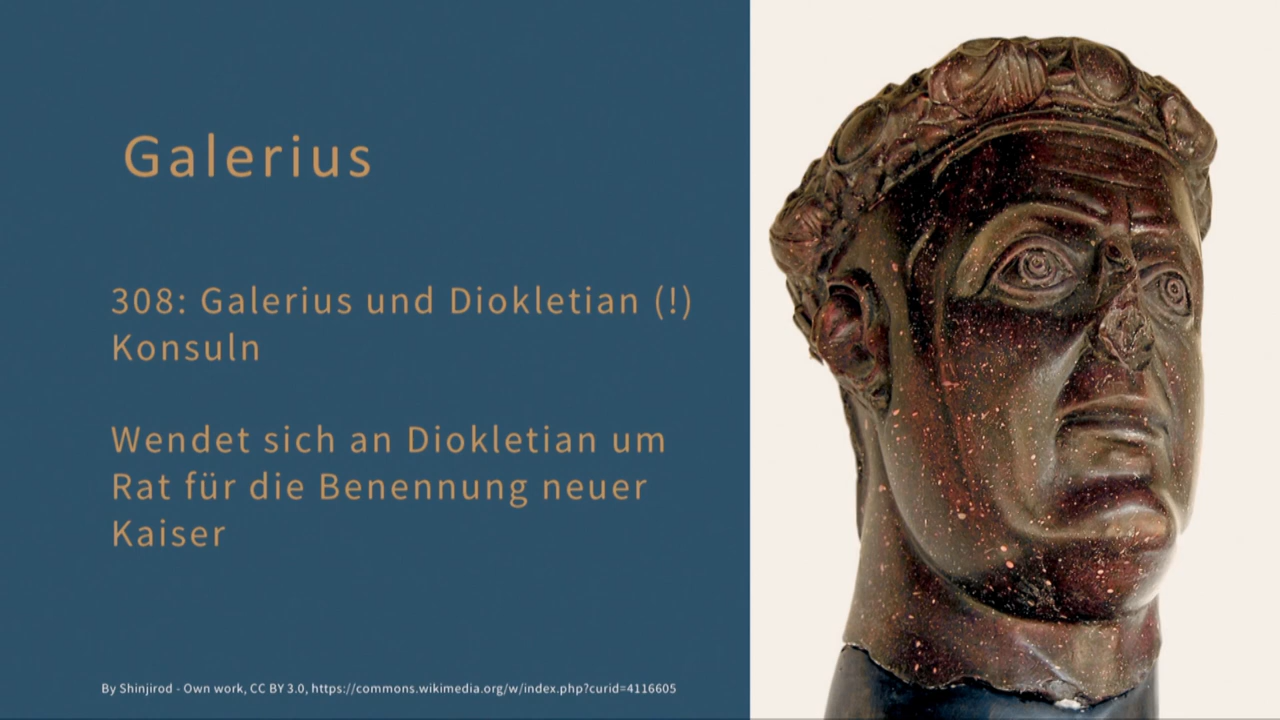 Galerius
308: Galerius und Diokletian (!)
Konsuln
Wendet sich an Diokletian um
Rat für die Benennung neuer
Kaiser
By Shinjirod - Own work, CC BY 3.0, https://commons.wikimedia.org/w/index.php?curid=4116605